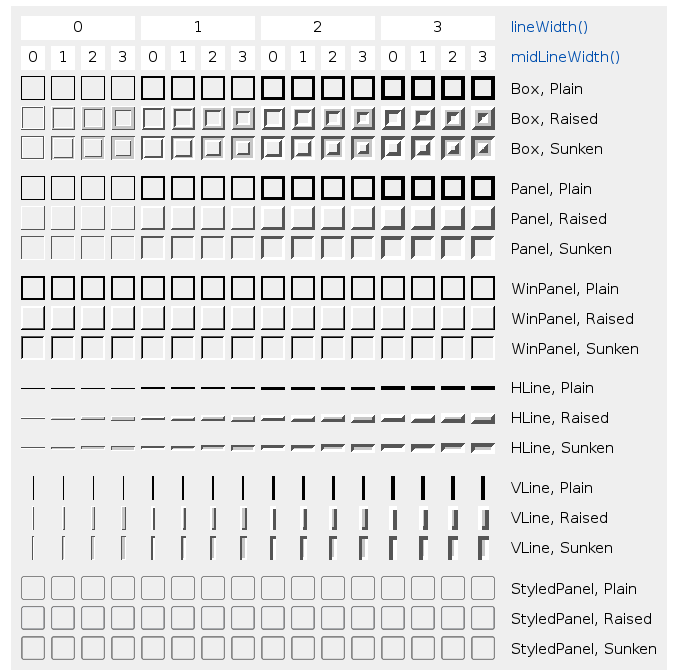 0 1 2 3 lineWidth()
0 1 2 3 0 1 2 3 0 1 2 3 0 1 2 3 midLineWidth()
Box, Plain
Box, Raised
Box, Sunken
Panel, Plain
Panel, Raised
Panel, Sunken
WinPanel, Plain
WinPanel, Raised
WinPanel, Sunken
HLine, Plain
HLine, Raised
HLine, Sunken
VLine, Plain
VLine, Raised
VLine, Sunken
StyledPanel, Plain
StyledPanel, Raised
StyledPanel, Sunken